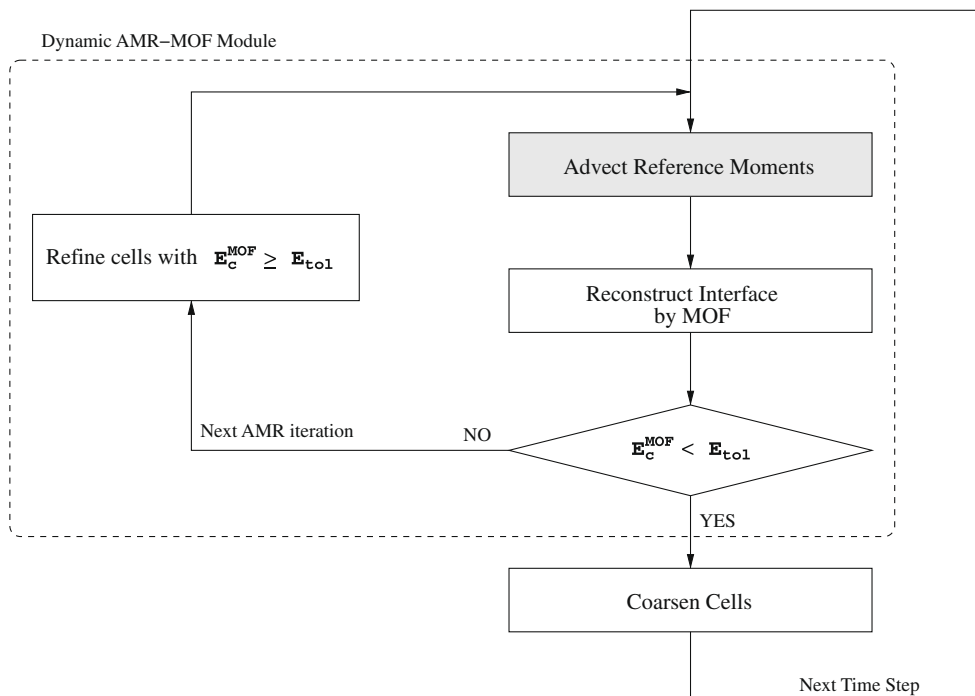 Dynamic AMR−MOF Module
Advect Reference Moments
Refine cells with E_c^MOF ≥ E_tol
Reconstruct Interface
by MOF
Next AMR iteration
NO
E_c^MOF < E_tol
YES
Coarsen Cells
Next Time Step